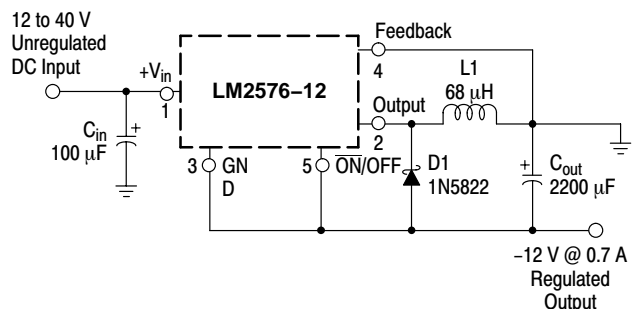 12 to 40 V
Unregulated
DC Input
+Vin
1
Cin
100 µF
+
LM2576–12
Feedback
4
Output
2
L1
68 µH
3
GN
D
5
ON/OFF
D1
1N5822
+
Cout
2200 µF
–12 V @ 0.7 A
Regulated
Output